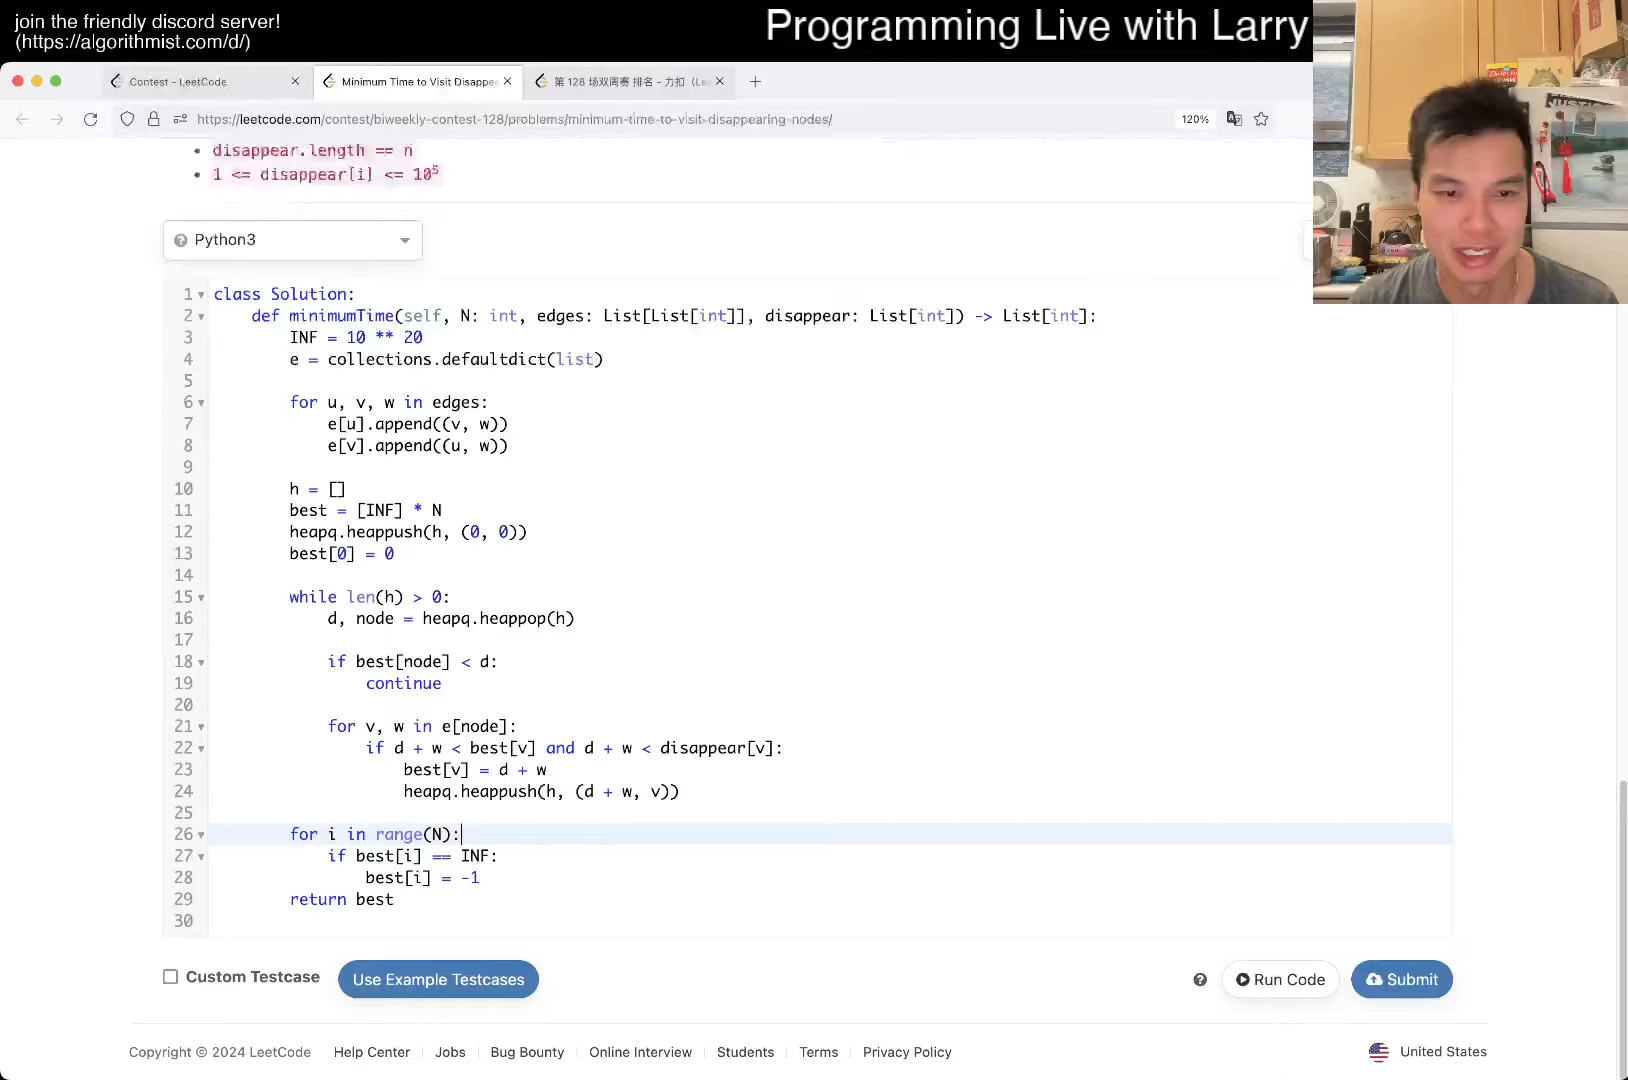 join the friendly discord server!
(https://algorithmist.com/d/)
Programming Live with Larry
Contest - LeetCode
Minimum Time to Visit Disappe
第 128 场双周赛 排名 - 力扣 (Lee
https://leetcode.com/contest/biweekly-contest-128/problems/minimum-time-to-visit-disappearing-nodes/
120%
disappear.length == n
1 <= disappear[i] <= 10^5
Python3
1 class Solution:
2 def minimumTime(self, N: int, edges: List[List[int]], disappear: List[int]) -> List[int]:
3 INF = 10 ** 20
4 e = collections.defaultdict(list)
5
6 for u, v, w in edges:
7 e[u].append((v, w))
8 e[v].append((u, w))
9
10 h = []
11 best = [INF] * N
12 heapq.heappush(h, (0, 0))
13 best[0] = 0
14
15 while len(h) > 0:
16 d, node = heapq.heappop(h)
17
18 if best[node] < d:
19 continue
20
21 for v, w in e[node]:
22 if d + w < best[v] and d + w < disappear[v]:
23 best[v] = d + w
24 heapq.heappush(h, (d + w, v))
25
26 for i in range(N):
27 if best[i] == INF:
28 best[i] = -1
29 return best
30
Custom Testcase
Use Example Testcases
Run Code
Submit
Copyright © 2024 LeetCode
Help Center
Jobs
Bug Bounty
Online Interview
Students
Terms
Privacy Policy
United States